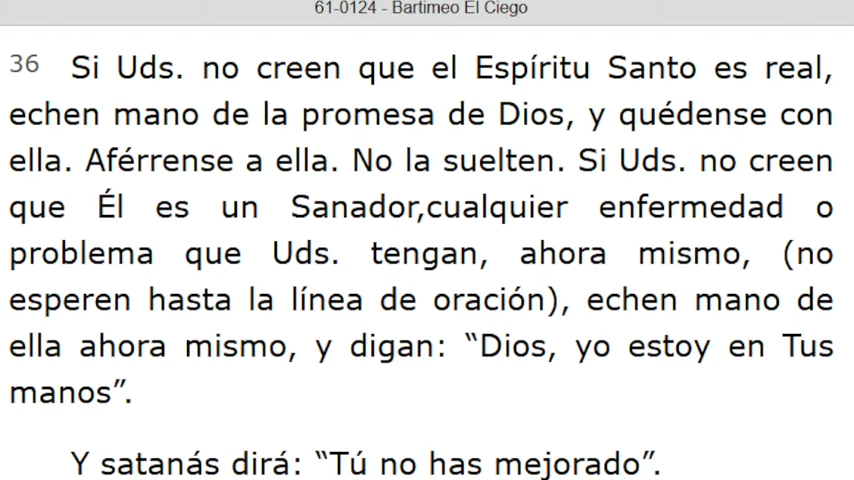 61-0124 - Bartimeo El Ciego
36 Si Uds. no creen que el Espíritu Santo es real,
echen mano de la promesa de Dios, y quédense con
ella. Aférrense a ella. No la suelten. Si Uds. no creen
que Él es un Sanador,cualquier enfermedad o
problema que Uds. tengan, ahora mismo, (no
esperen hasta la línea de oración), echen mano de
ella ahora mismo, y digan: “Dios, yo estoy en Tus
manos”.
Y satanás dirá: “Tú no has mejorado”.